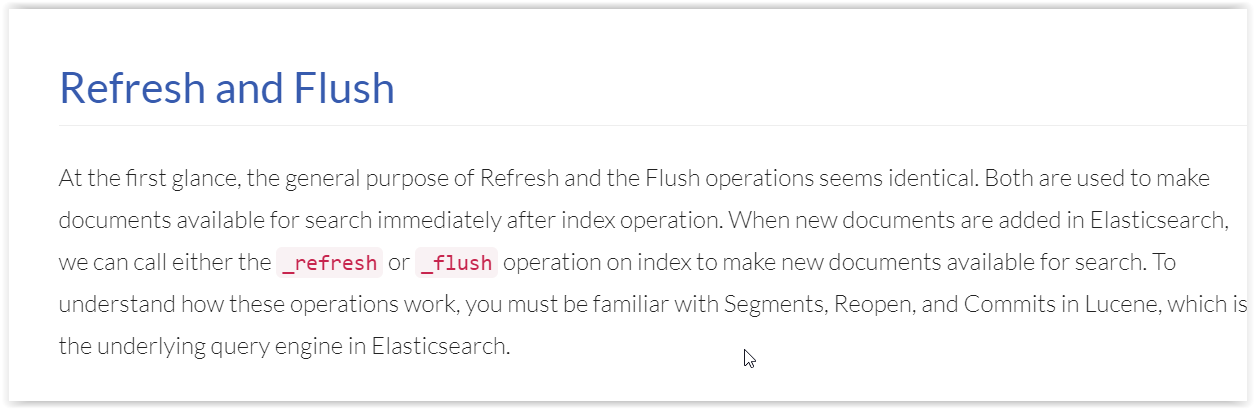 Refresh and Flush
At the first glance, the general purpose of Refresh and the Flush operations seems identical. Both are used to make
documents available for search immediately after index operation. When new documents are added in Elasticsearch,
we can call either the _refresh or _flush operation on index to make new documents available for search. To
understand how these operations work, you must be familiar with Segments, Reopen, and Commits in Lucene, which is
the underlying query engine in Elasticsearch.